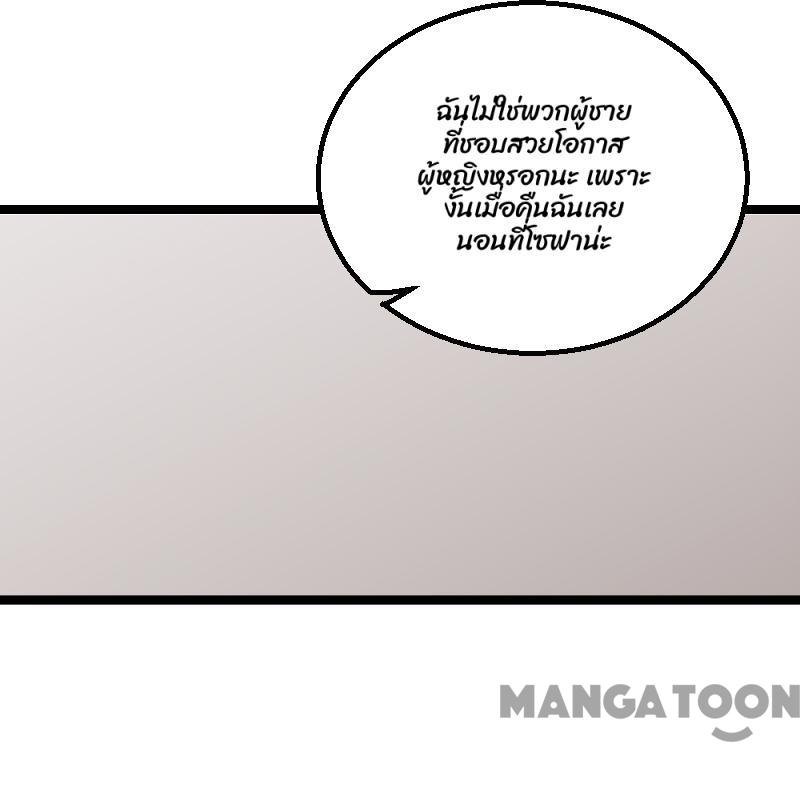 ฉันไม่ใช่พวกผู้ชาย
ที่ชอบสวยโอกาส
ผู้หญิงหรอกนะ เพราะ
งั้นเมื่อคืนฉันเลย
นอนที่โซฟาน่ะ
MANGA TOON